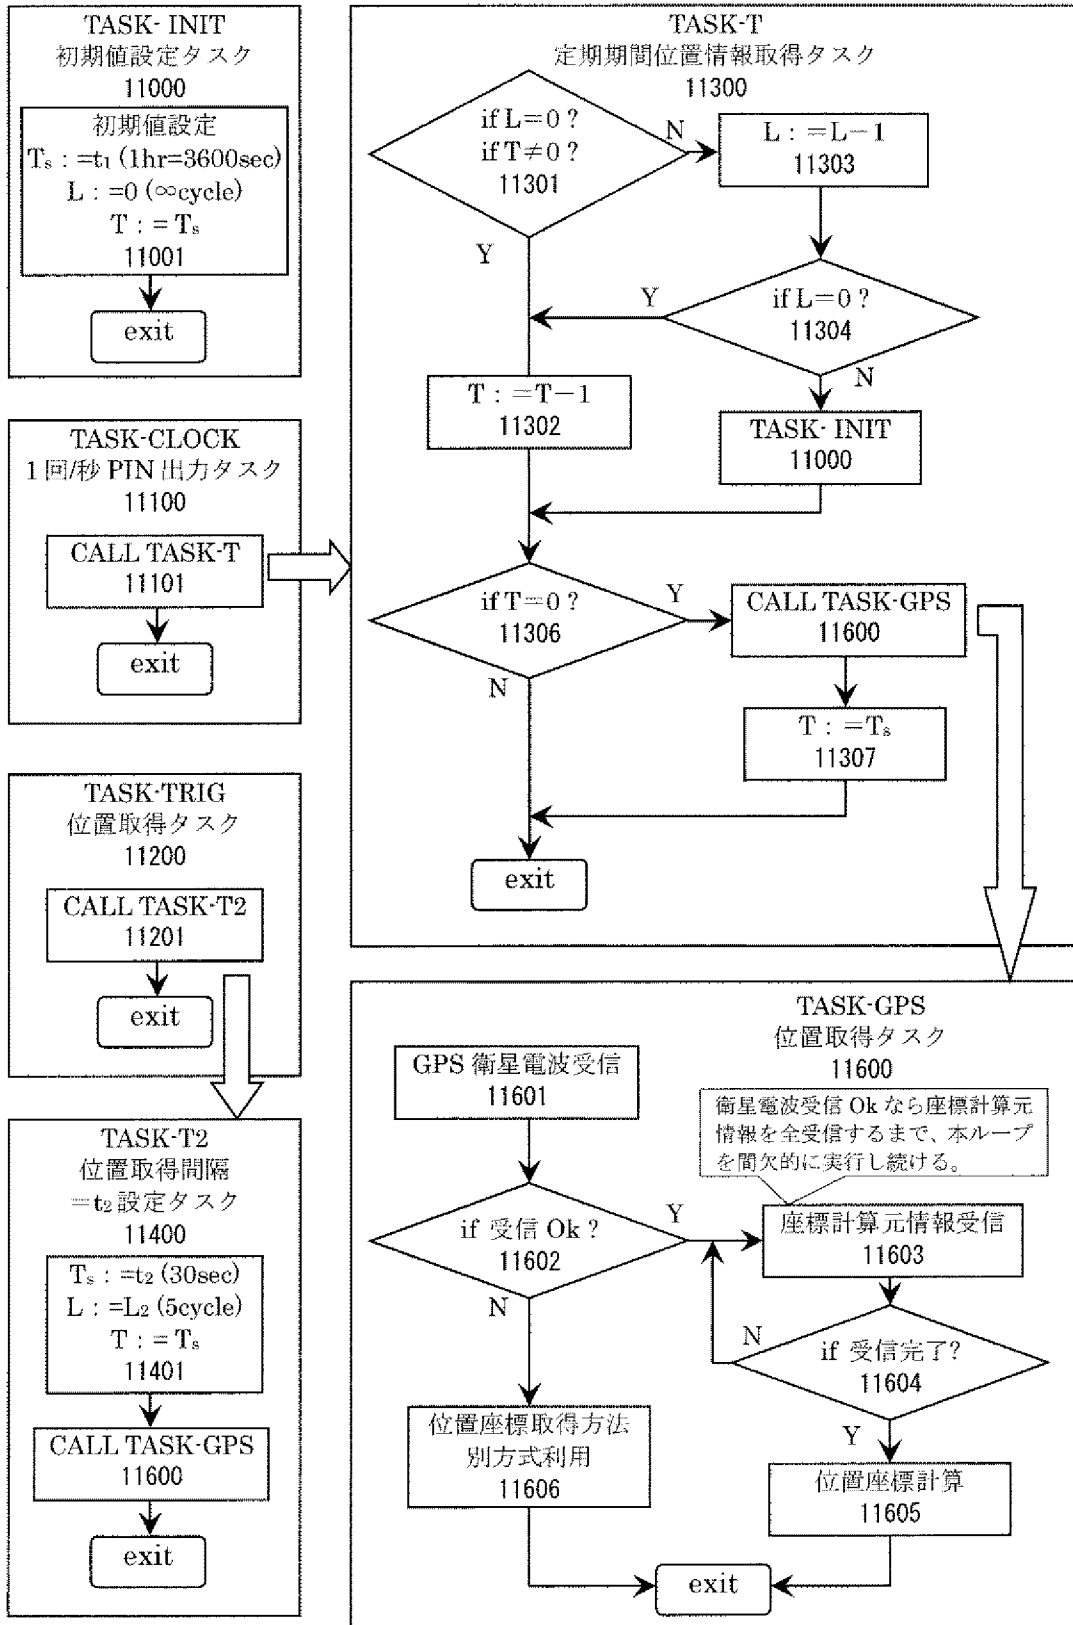 TASK- INIT
初期値設定タスク
11000
初期値設定
Ts : =t1 (1hr=3600sec)
L : =0 (∞cycle)
T : = Ts
11001
exit
TASK-CLOCK
1回/秒 PIN 出力タスク
11100
CALL TASK-T
11101
exit
TASK-TRIG
位置取得タスク
11200
CALL TASK-T2
11201
exit
TASK-T2
位置取得間隔
=t2 設定タスク
11400
Ts : =t2 (30sec)
L : =L2 (5cycle)
T : = Ts
11401
CALL TASK-GPS
11600
exit
TASK-T
定期期間位置情報取得タスク
11300
if L=0 ?
if T≠0 ?
11301
N
Y
L : =L-1
11303
if L=0 ?
11304
Y
N
T : =T-1
11302
TASK- INIT
11000
if T=0 ?
11306
Y
N
CALL TASK-GPS
11600
T : =Ts
11307
exit
TASK-GPS
位置取得タスク
11600
GPS 衛星電波受信
11601
衛星電波受信 Ok なら座標計算元
情報を全受信するまで、本ループ
を間欠的に実行し続ける。
if 受信 Ok ?
11602
Y
N
座標計算元情報受信
11603
if 受信完了?
11604
N
Y
位置座標取得方法
別方式利用
11606
位置座標計算
11605
exit